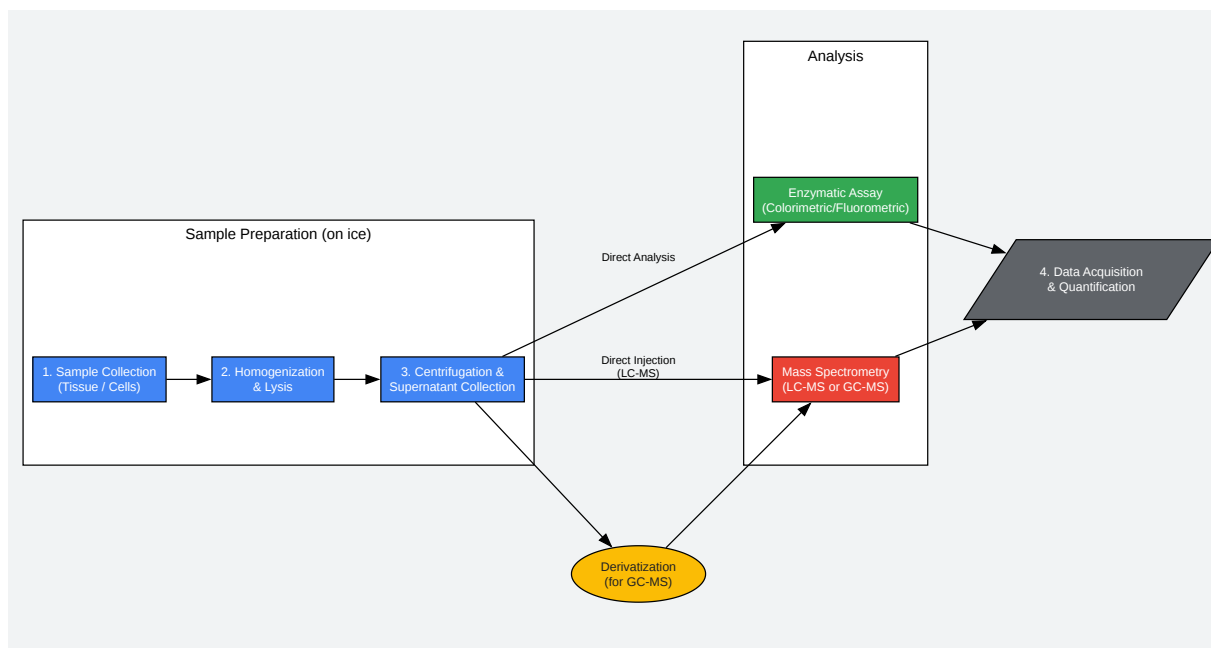 Sample Preparation (on ice)
1. Sample Collection
(Tissue / Cells)
2. Homogenization
& Lysis
3. Centrifugation &
Supernatant Collection
Direct Analysis
Direct Injection
(LC-MS)
Derivatization
(for GC-MS)
Analysis
Enzymatic Assay
(Colorimetric/Fluorometric)
Mass Spectrometry
(LC-MS or GC-MS)
4. Data Acquisition
& Quantification